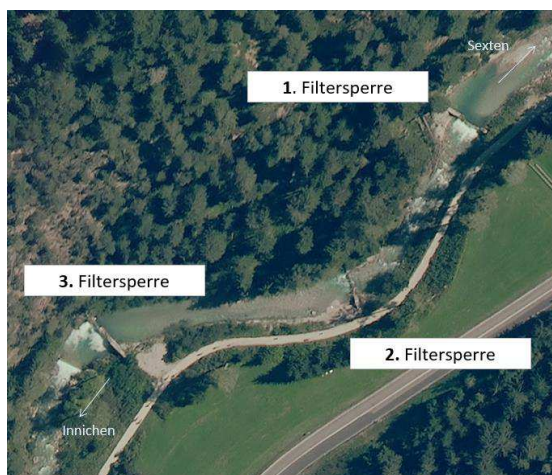 Sexten
1. Filtersperre
3. Filtersperre
2. Filtersperre
Innichen